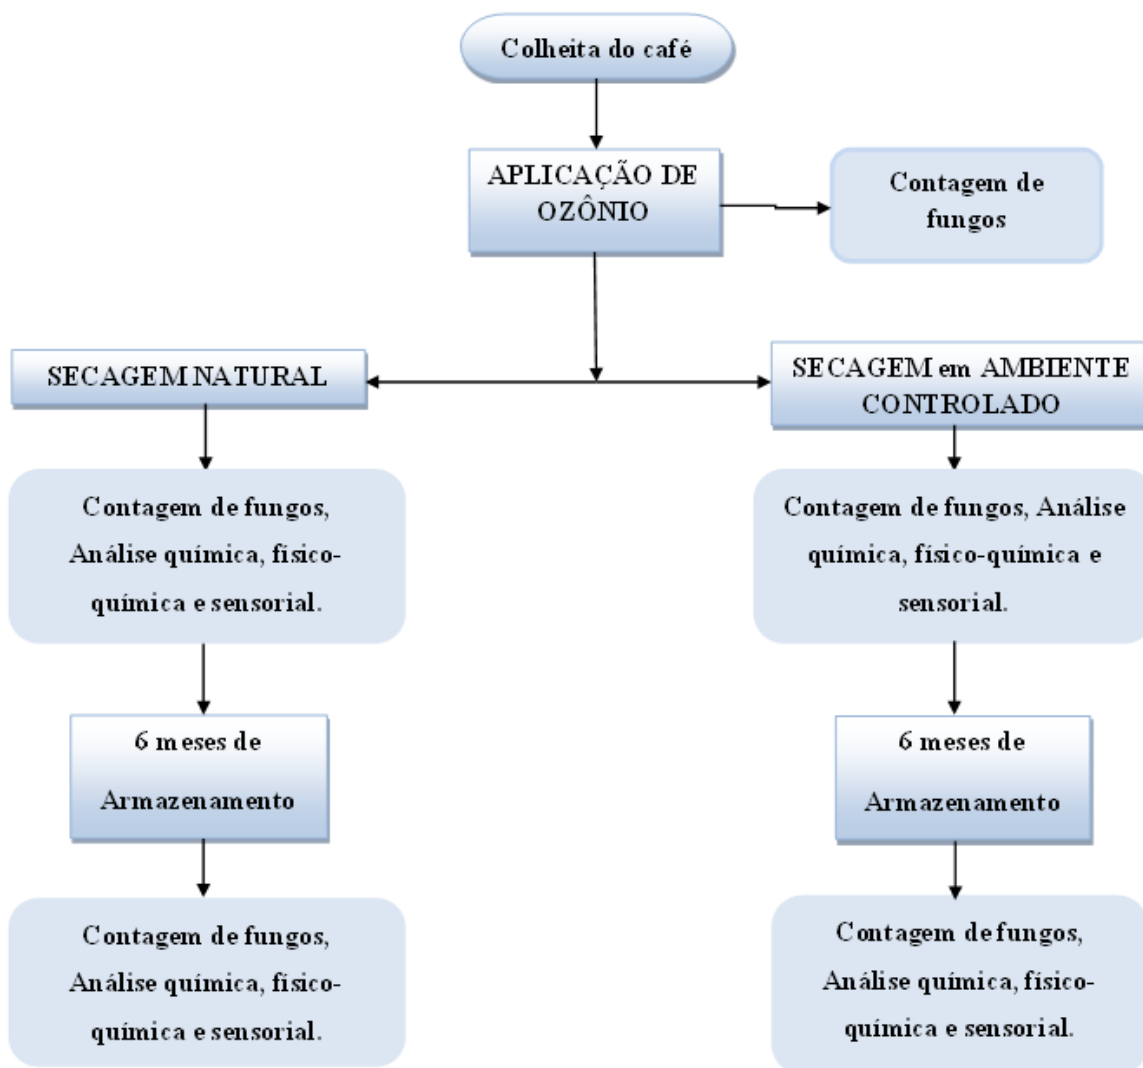 Colheita do café
APLICAÇÃO DE
OZÔNIO
Contagem de
fungos
SECAGEM NATURAL
SECAGEM em AMBIENTE
CONTROLADO
Contagem de fungos,
Análise química, físico-
química e sensorial.
Contagem de fungos, Análise
química, físico-química e
sensorial.
6 meses de
Armazenamento
6 meses de
Armazenamento
Contagem de fungos,
Análise química, físico-
química e sensorial.
Contagem de fungos,
Análise química, físico-
química e sensorial.